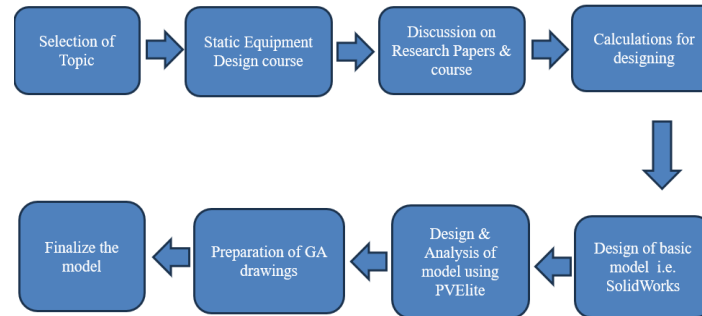 Selection of
Topic
Static Equipment
Design course
Discussion on
Research Papers &
course
Calculations for
designing
Design of basic
model i.e.
SolidWorks
Design &
Analysis of
model using
PVElite
Preparation of GA
drawings
Finalize the
model